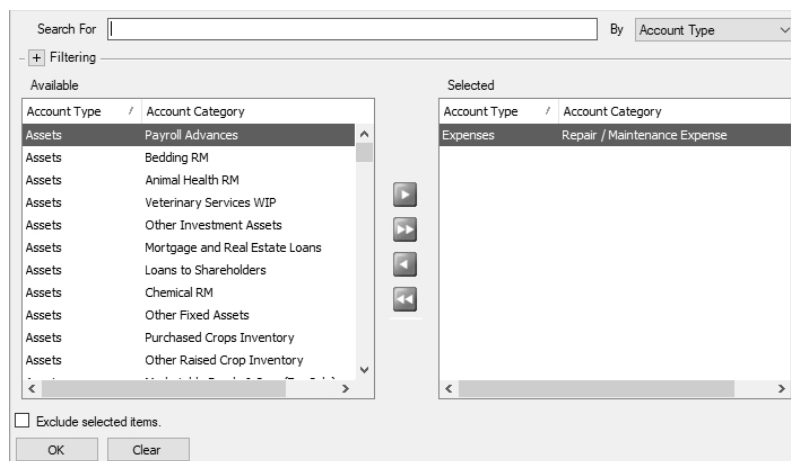 Search For By Account Type
+ Filtering
Available Selected
Account Type / Account Category Account Type / Account Category
Assets Payroll Advances Expenses Repair / Maintenance Expense
Assets Bedding RM
Assets Animal Health RM
Assets Veterinary Services WIP
Assets Other Investment Assets
Assets Mortgage and Real Estate Loans
Assets Loans to Shareholders
Assets Chemical RM
Assets Other Fixed Assets
Assets Purchased Crops Inventory
Assets Other Raised Crop Inventory
Exclude selected items.
OK Clear